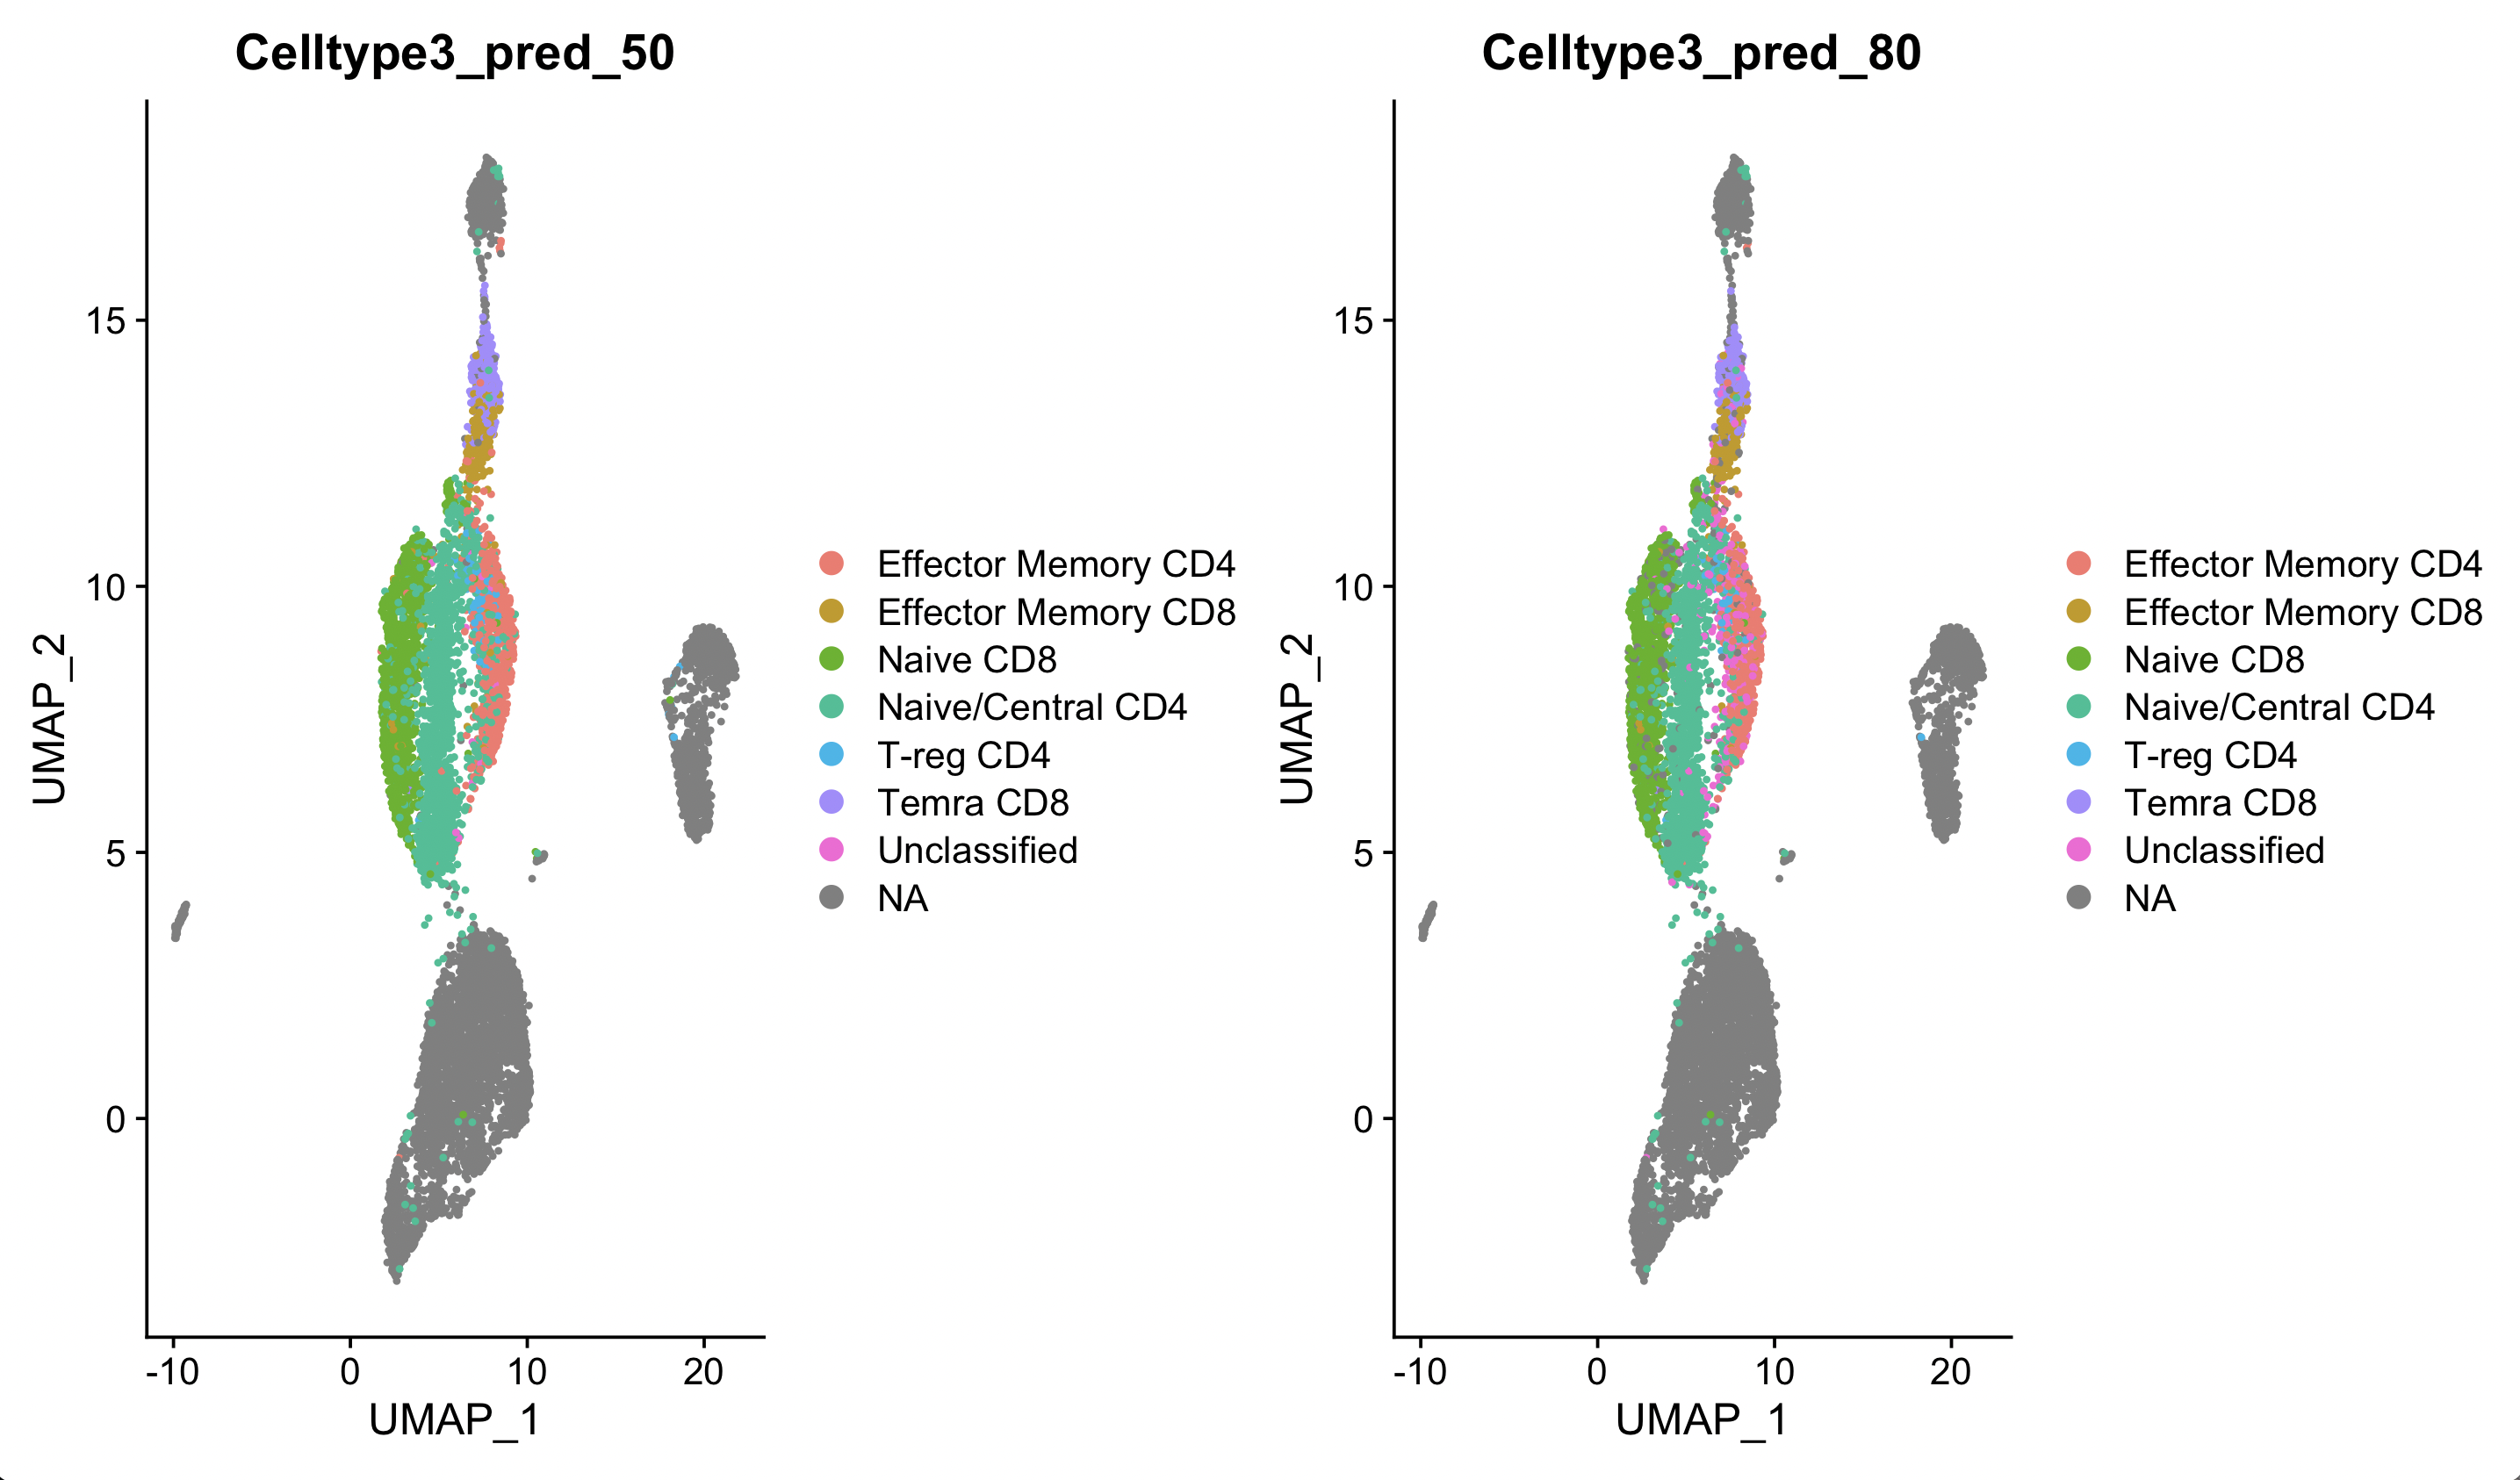 Celltype3_pred_50
UMAP_2
15
10
5
0
-10
0
10
20
UMAP_1
Effector Memory CD4
Effector Memory CD8
Naive CD8
Naive/Central CD4
T-reg CD4
Temra CD8
Unclassified
NA
Celltype3_pred_80
UMAP_2
15
10
5
0
-10
0
10
20
UMAP_1
Effector Memory CD4
Effector Memory CD8
Naive CD8
Naive/Central CD4
T-reg CD4
Temra CD8
Unclassified
NA